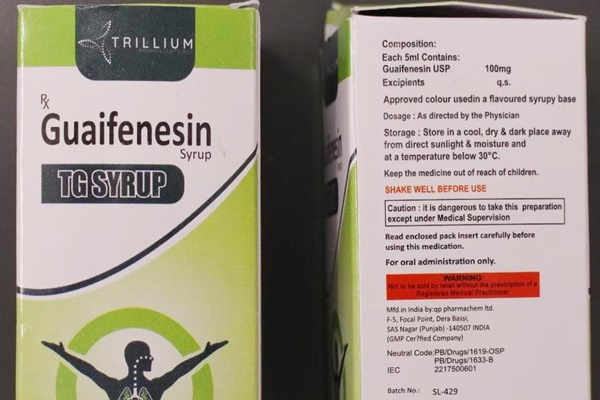 TRILLIUM
Rx
Guaifenesin
Syrup
TG SYRUP
Guaifenesin
Composition:
Each 5ml Contains:
Guaifenesin USP 100mg
Excipients q.s.
Approved colour usedin a flavoured syrupy base
Dosage : As directed by the Physician
Storage : Store in a cool, dry & dark place away
from direct sunlight & moisture and
at a temperature below 30°C.
Keep the medicine out of reach of children.
SHAKE WELL BEFORE USE
Caution : it is dangerous to take this preparation
except under Medical Supervision
Read enclosed pack insert carefully before
using this medication.
For oral administration only.
WARNING:
Not to be sold by retail without the prescription of a
Registered Medical Practitioner
Mfd.in India by:qp pharmachem ltd.
F-5, Focal Point, Dera Bassi,
SAS Nagar (Punjab) -140507 INDIA
(GMP Cer?fied Company)
Neutral Code:PB/Drugs/1619-OSP
PB/Drugs/1633-B
IEC 2217500601
Batch No.: SL-429